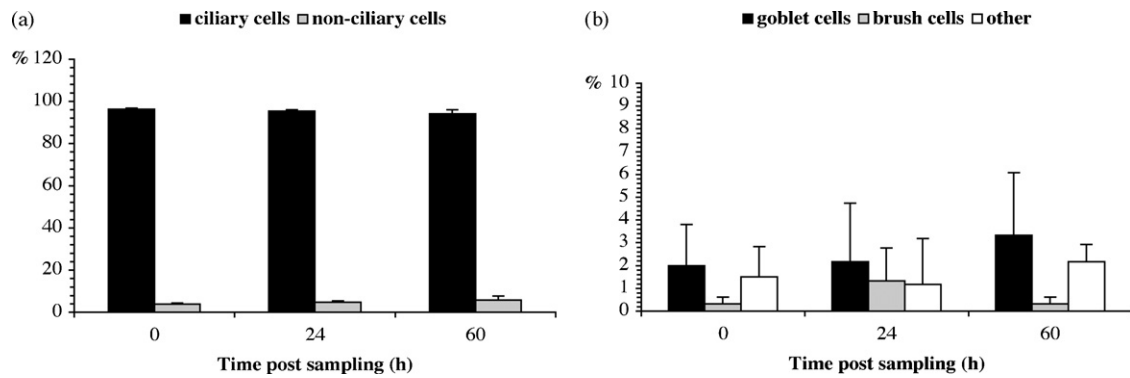 (a)
■ ciliary cells ■ non-ciliary cells
%
120
100
80
60
40
20
0
0 24 60
Time post sampling (h)
(b)
■ goblet cells ■ brush cells □ other
%
10
9
8
7
6
5
4
3
2
1
0
0 24 60
Time post sampling (h)